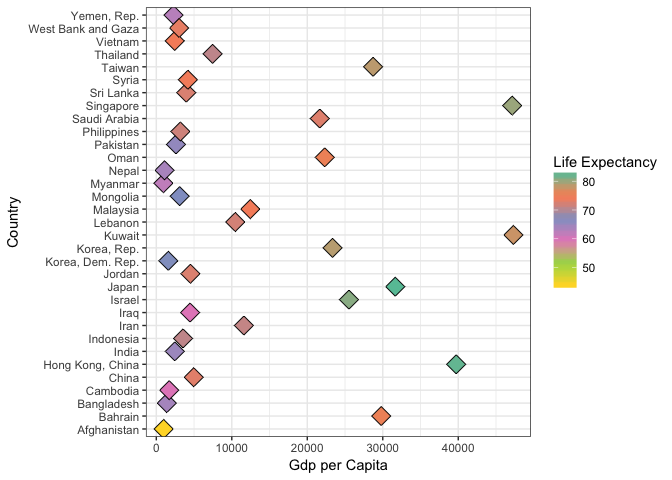 Yemen, Rep.
West Bank and Gaza
Vietnam
Thailand
Taiwan
Syria
Sri Lanka
Singapore
Saudi Arabia
Philippines
Pakistan
Oman
Nepal
Myanmar
Mongolia
Malaysia
Lebanon
Kuwait
Korea, Rep.
Korea, Dem. Rep.
Jordan
Japan
Israel
Iraq
Iran
Indonesia
India
Hong Kong, China
China
Cambodia
Bangladesh
Bahrain
Afghanistan
Country
0 10000 20000 30000 40000
Gdp per Capita
Life Expectancy
80
70
60
50